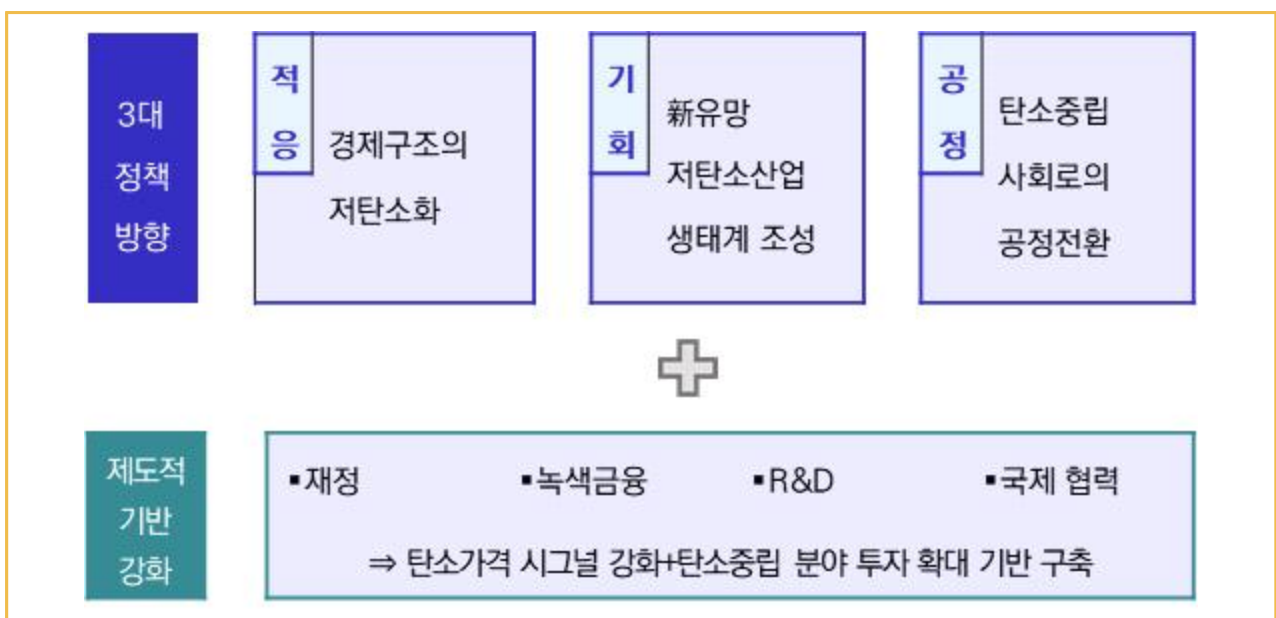 3대
정책
방향
적
응
경제구조의
저탄소화
기
회
新유망
저탄소산업
생태계 조성
공
정
탄소중립
사회로의
공정전환
제도적
기반
강화
▪재정 ▪녹색금융 ▪R&D ▪국제 협력
⇒ 탄소가격 시그널 강화+탄소중립 분야 투자 확대 기반 구축